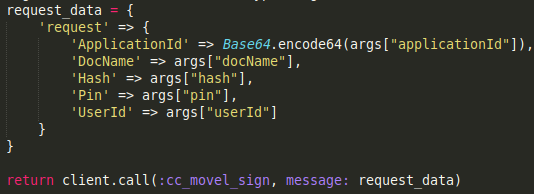 request_data = {
    'request' => {
        'ApplicationId' => Base64.encode64(args["applicationId"]),
        'DocName' => args["docName"],
        'Hash' => args["hash"],
        'Pin' => args["pin"],
        'UserId' => args["userId"]
    }
}
return client.call(:cc_movel_sign, message: request_data)